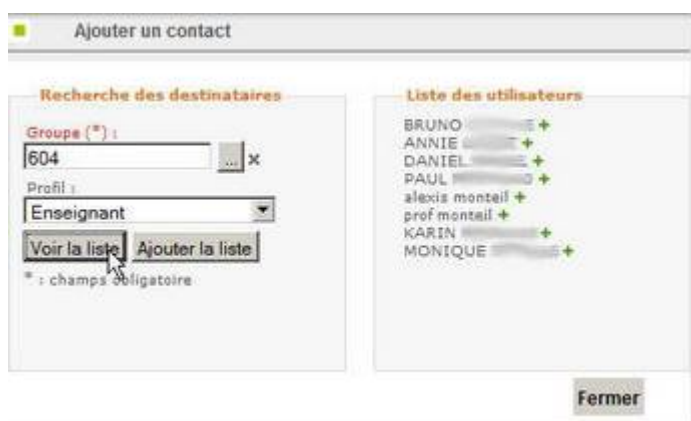 Ajouter un contact
Recherche des destinataires
Groupe (*) :
604
... x
Profil :
Enseignant
Voir la liste Ajouter la liste
* : champs obligatoire
Liste des utilisateurs
BRUNO +
ANNIE +
DANIEL +
PAUL +
alexis monteil +
prof monteil +
KARIN +
MONIQUE +
Fermer